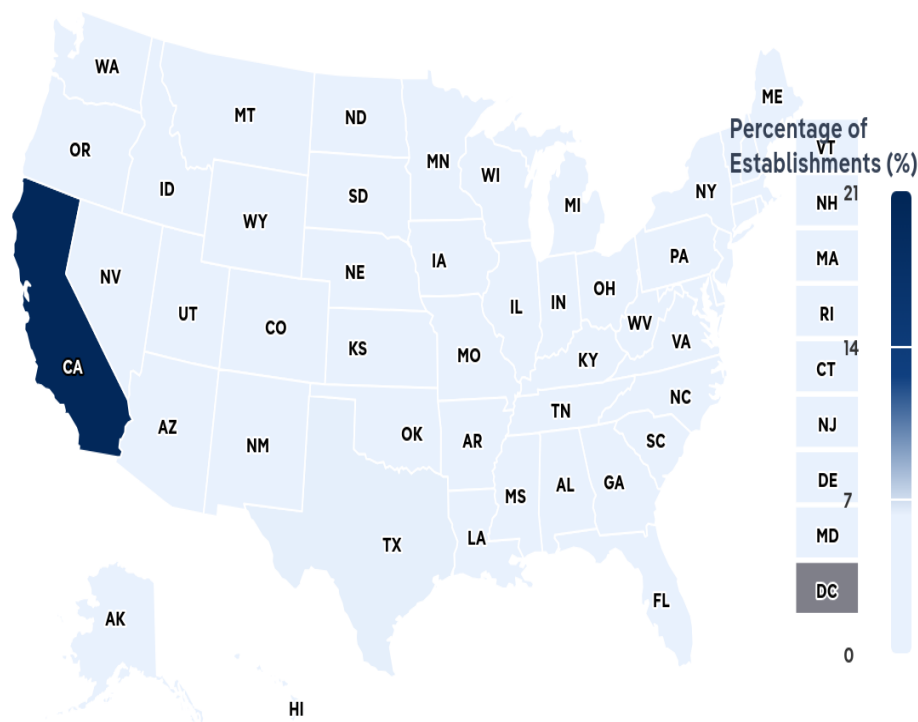 WA
MT
ND
ME
OR
ID
MN
WI
SD
WY
MI
NY
Percentage of
Establishments (%)
VT
NH
21
NV
UT
CO
NE
IA
IL
IN
OH
PA
MA
RI
CA
KS
MO
KY
WV
VA
14
CT
AZ
NM
OK
AR
TN
NC
SC
NJ
TX
LA
MS
AL
GA
DE
7
MD
AK
FL
DC
0
HI